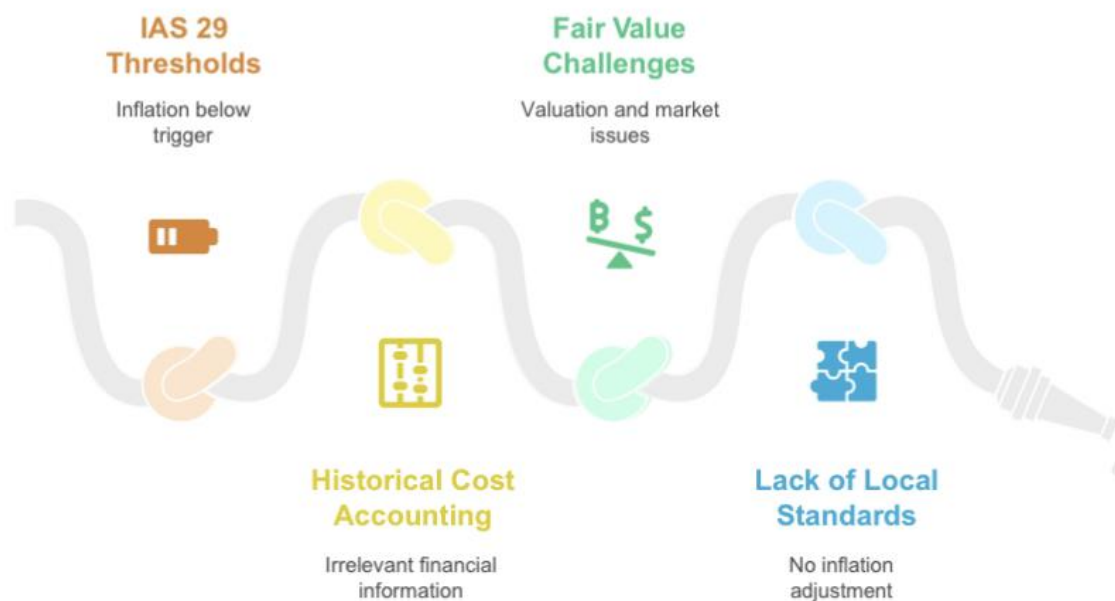 IAS 29
Thresholds
Inflation below
trigger
Fair Value
Challenges
Valuation and market
issues
Historical Cost
Accounting
Irrelevant financial
information
Lack of Local
Standards
No inflation
adjustment